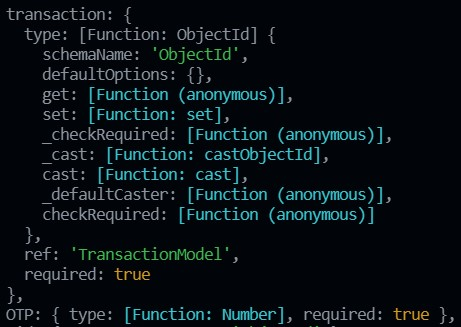 transaction: {
  type: [Function: ObjectId] {
    schemaName: 'ObjectId',
    defaultOptions: {},
    get: [Function (anonymous)],
    set: [Function: set],
    _checkRequired: [Function (anonymous)],
    _cast: [Function: castObjectId],
    cast: [Function: cast],
    _defaultCaster: [Function (anonymous)],
    checkRequired: [Function (anonymous)]
  },
  ref: 'TransactionModel',
  required: true
},
OTP: { type: [Function: Number], required: true },